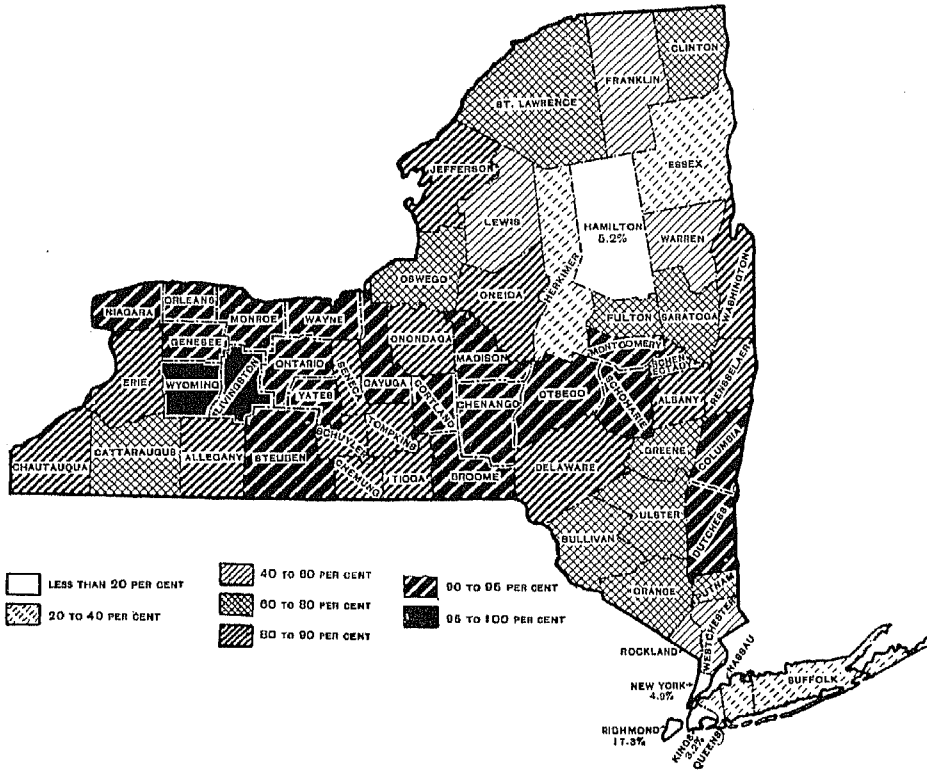 CLINTON
FRANKLIN
ST. LAWRENCE
ESSEX
JEFFERSON
LEWIS
HAMILTON
5.2%
WARREN
HERKIMER
WASHINGTON
OSWEGO
ONEIDA
FULTON
SARATOGA
NIAGARA
ORLEANS
MONROE
WAYNE
GENESEE
ONONDAGA
MADISON
MONTGOMERY
SCHEN-
ECTADY
ONTARIO
SENECA
CAYUGA
CORTLAND
CHENANGO
OTSEGO
SCHOHARIE
ALBANY
RENSSELAER
ERIE
WYOMING
LIVINGSTON
YATES
SCHUYLER
TOMPKINS
GREENE
COLUMBIA
CHAUTAUQUA
CATTARAUGUS
ALLEGANY
STEUBEN
CHEMUNG
TIOGA
BROOME
DELAWARE
ULSTER
DUTCHESS
SULLIVAN
ORANGE
PUTNAM
ROCKLAND
WESTCHESTER
NASSAU
NEW YORK
4.9%
SUFFOLK
RICHMOND
17.3%
KINGS
3.2%
QUEENS
LESS THAN 20 PER CENT
20 TO 40 PER CENT
40 TO 60 PER CENT
60 TO 80 PER CENT
80 TO 90 PER CENT
90 TO 95 PER CENT
95 TO 100 PER CENT